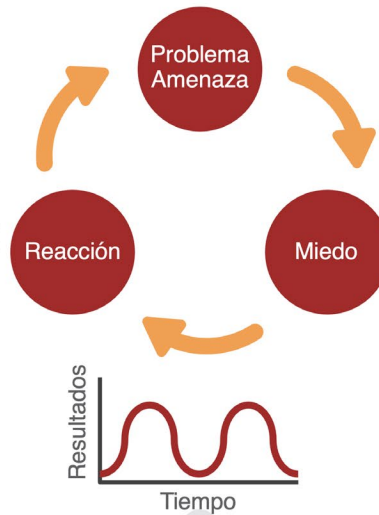 Problema
Amenaza
Reacción
Miedo
Resultados
Tiempo